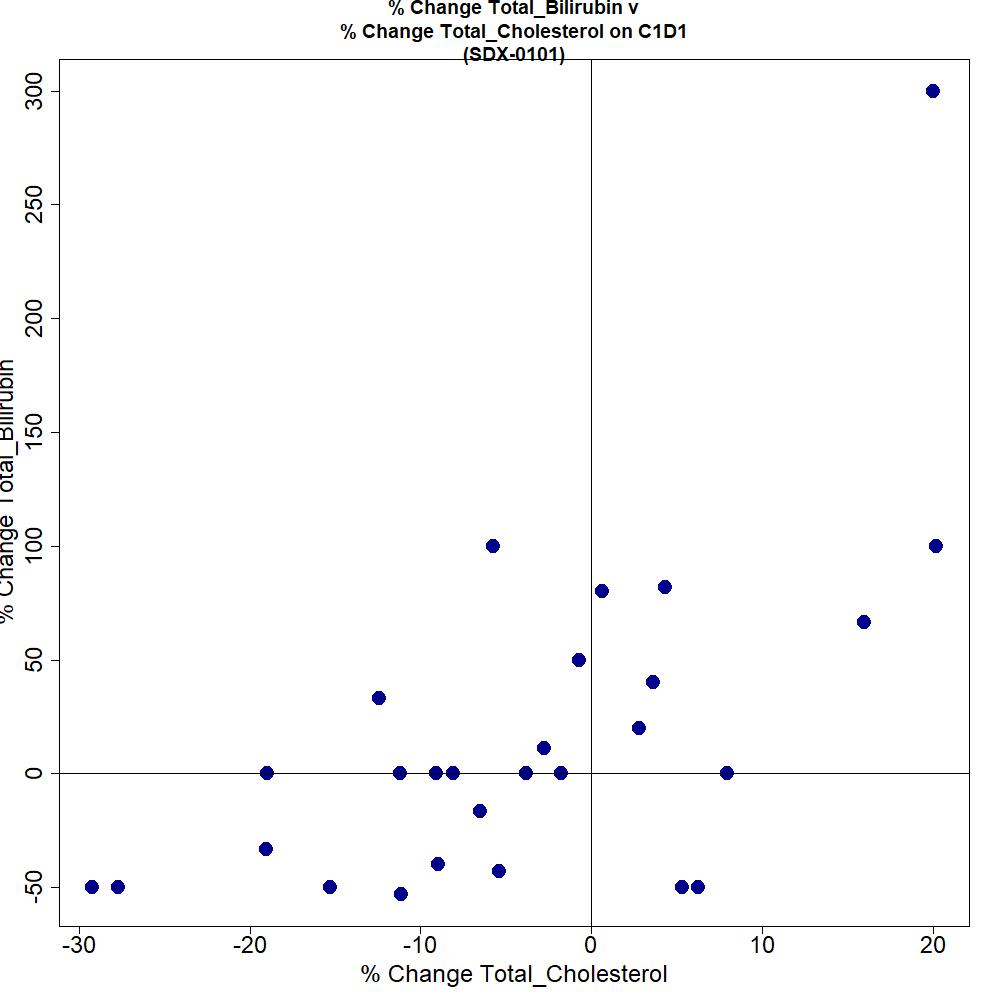 % Change Total_Bilirubin v
% Change Total_Cholesterol on C1D1
(SDX-0101)
% Change Total_Bilirubin
300
250
200
150
100
50
0
-50
-30
-20
-10
0
10
20
% Change Total_Cholesterol